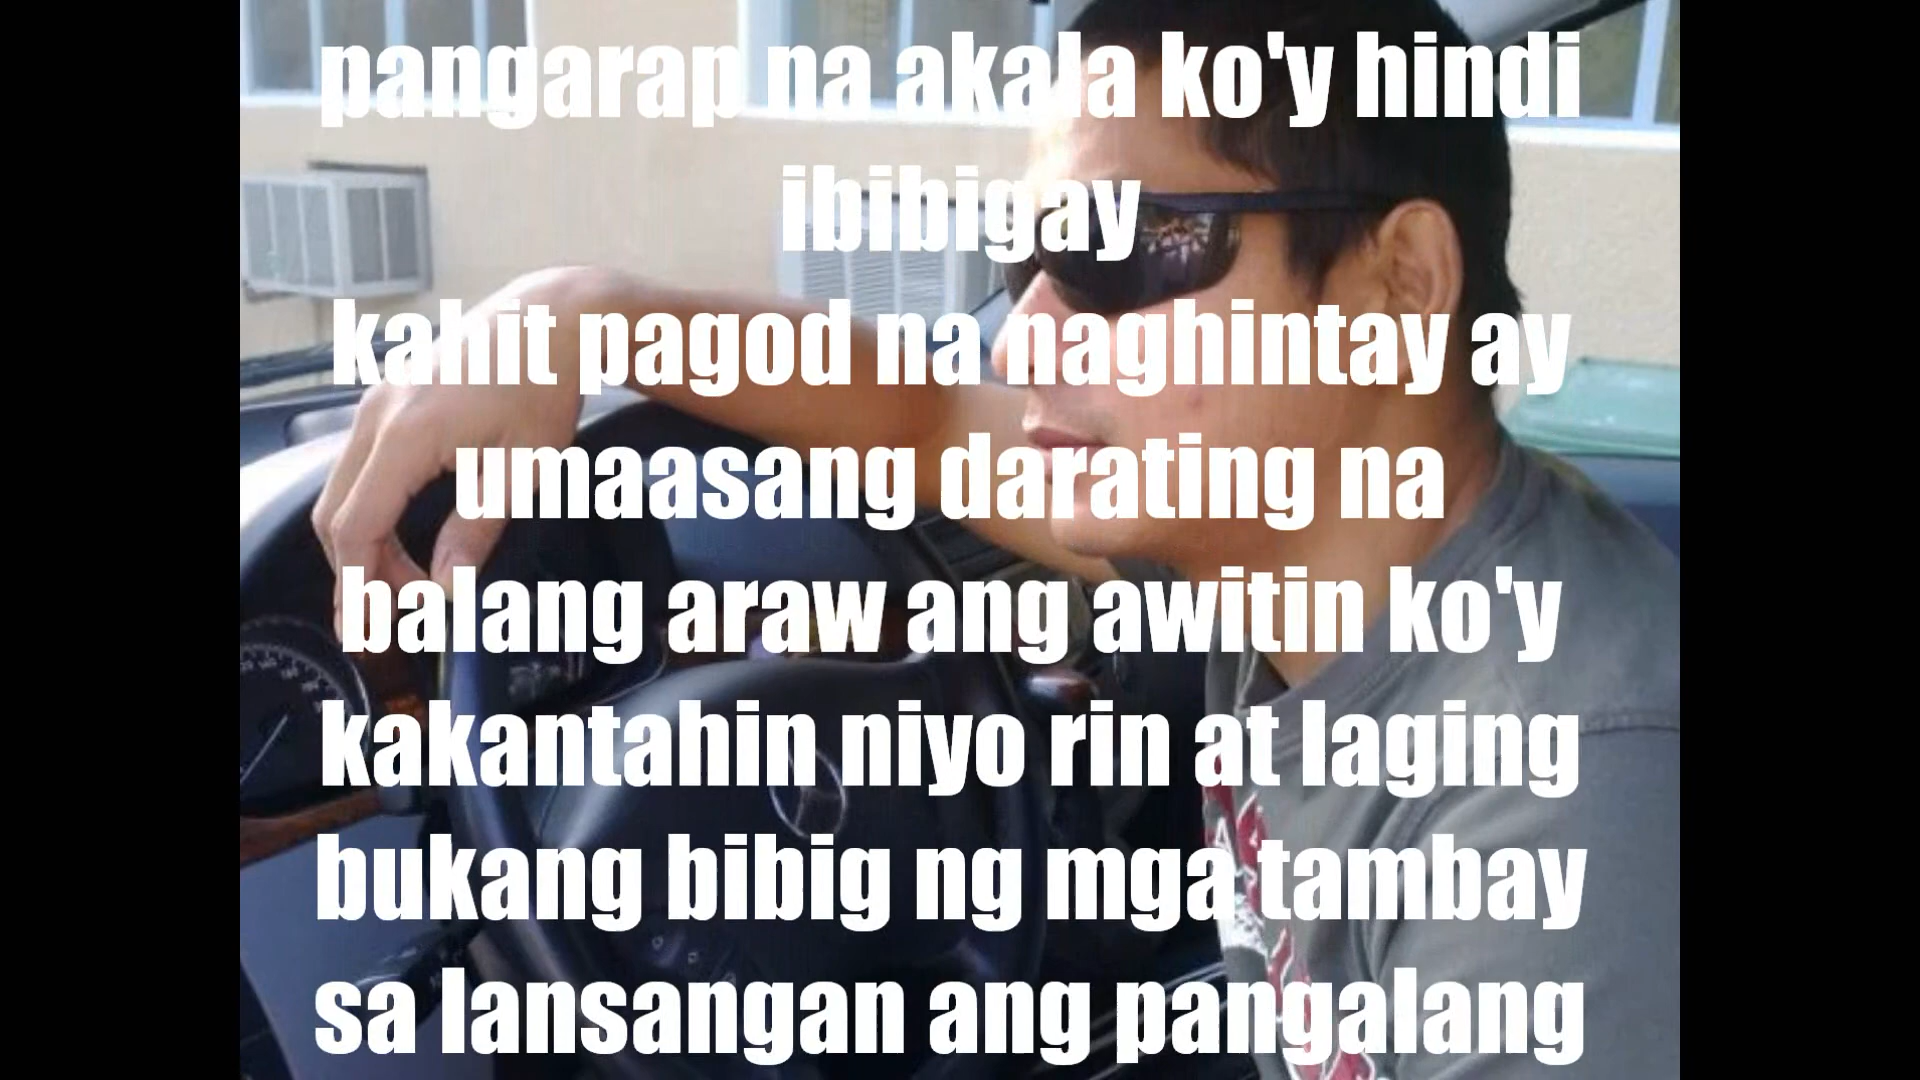 pangarap na akala ko'y hindi
ibibigay
kahit pagod na naghintay ay
umaasang darating na
balang araw ang awitin ko'y
kakantahin niyo rin at laging
bukang bibig ng mga tambay
sa lansangan ang pangalang